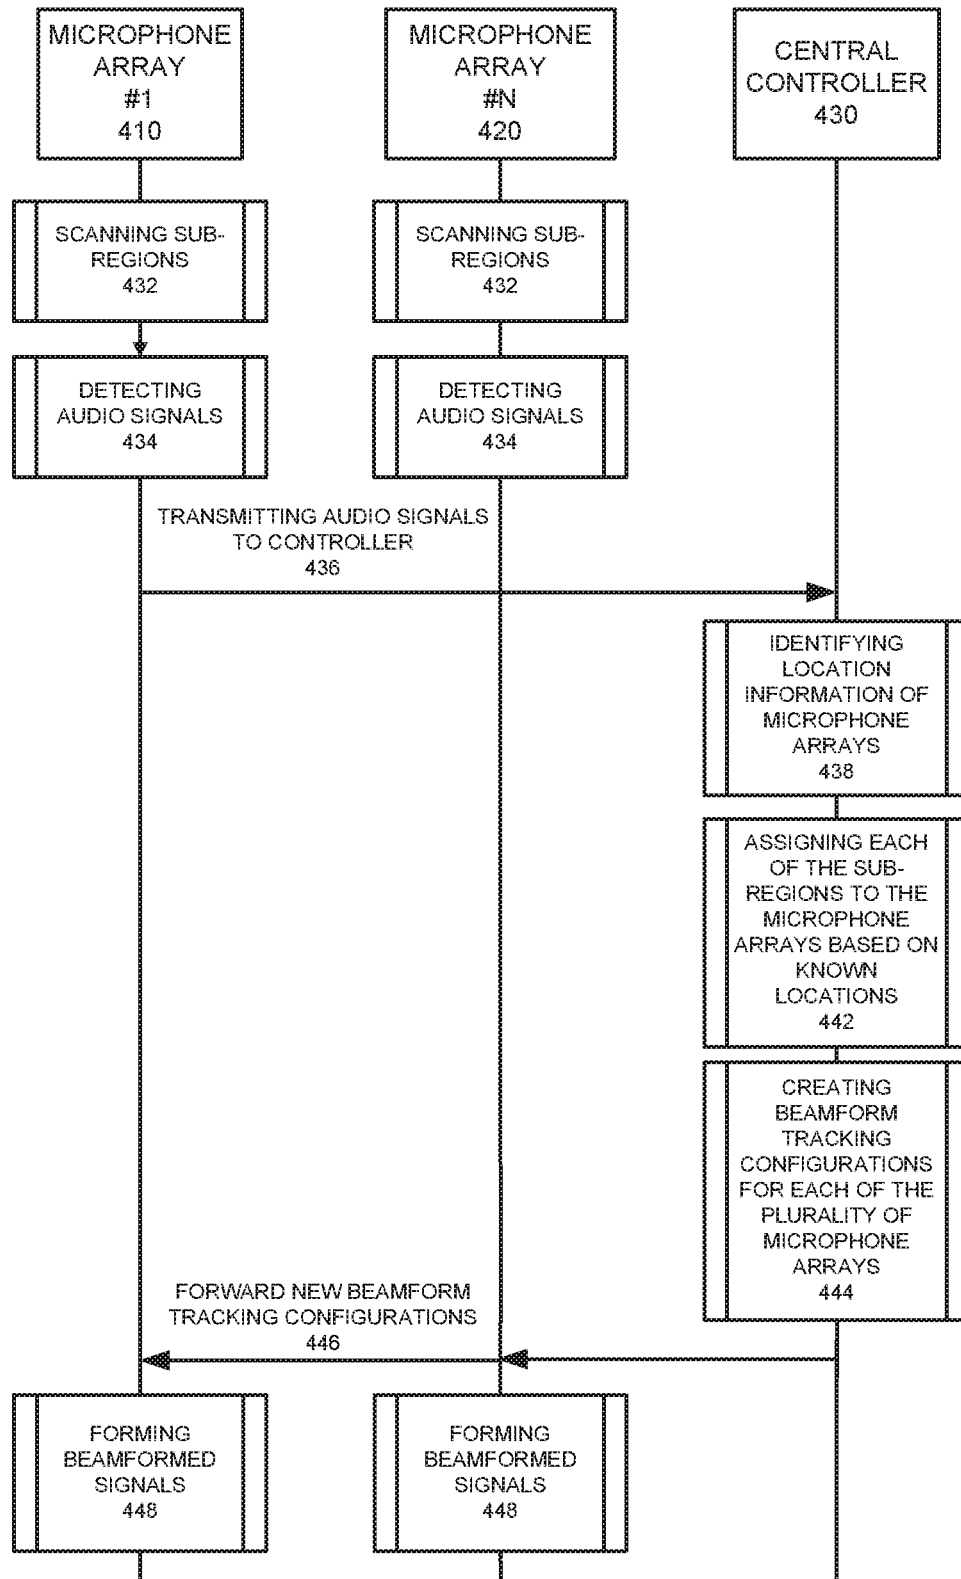 MICROPHONE
ARRAY
#1
410
MICROPHONE
ARRAY
#N
420
CENTRAL
CONTROLLER
430
SCANNING SUB-
REGIONS
432
SCANNING SUB-
REGIONS
432
DETECTING
AUDIO SIGNALS
434
DETECTING
AUDIO SIGNALS
434
TRANSMITTING AUDIO SIGNALS
TO CONTROLLER
436
IDENTIFYING
LOCATION
INFORMATION OF
MICROPHONE
ARRAYS
438
ASSIGNING EACH
OF THE SUB-
REGIONS TO THE
MICROPHONE
ARRAYS BASED ON
KNOWN
LOCATIONS
442
CREATING
BEAMFORM
TRACKING
CONFIGURATIONS
FOR EACH OF THE
PLURALITY OF
MICROPHONE
ARRAYS
444
FORWARD NEW BEAMFORM
TRACKING CONFIGURATIONS
446
FORMING
BEAMFORMED
SIGNALS
448
FORMING
BEAMFORMED
SIGNALS
448